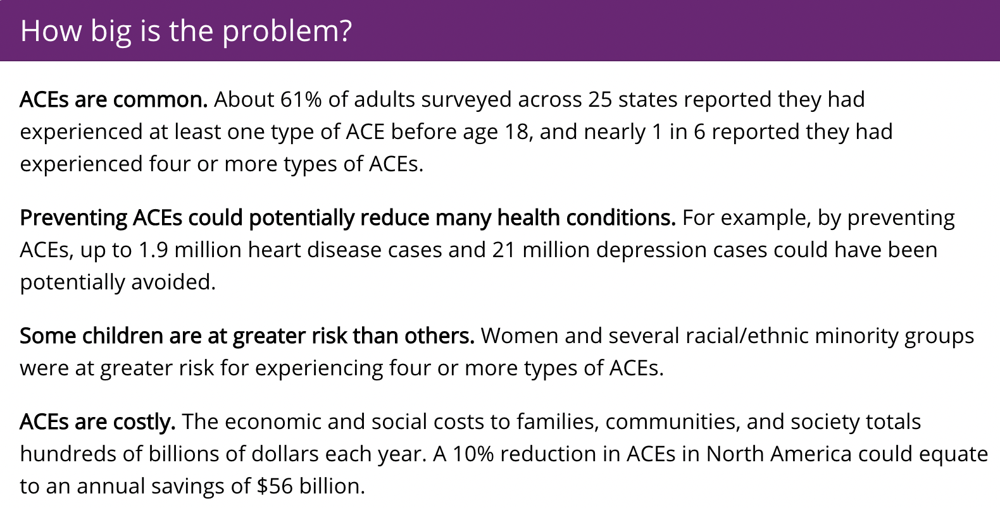 How big is the problem?
ACEs are common. About 61% of adults surveyed across 25 states reported they had
experienced at least one type of ACE before age 18, and nearly 1 in 6 reported they had
experienced four or more types of ACEs.
Preventing ACEs could potentially reduce many health conditions. For example, by preventing
ACEs, up to 1.9 million heart disease cases and 21 million depression cases could have been
potentially avoided.
Some children are at greater risk than others. Women and several racial/ethnic minority groups
were at greater risk for experiencing four or more types of ACEs.
ACEs are costly. The economic and social costs to families, communities, and society totals
hundreds of billions of dollars each year. A 10% reduction in ACEs in North America could equate
to an annual savings of $56 billion.